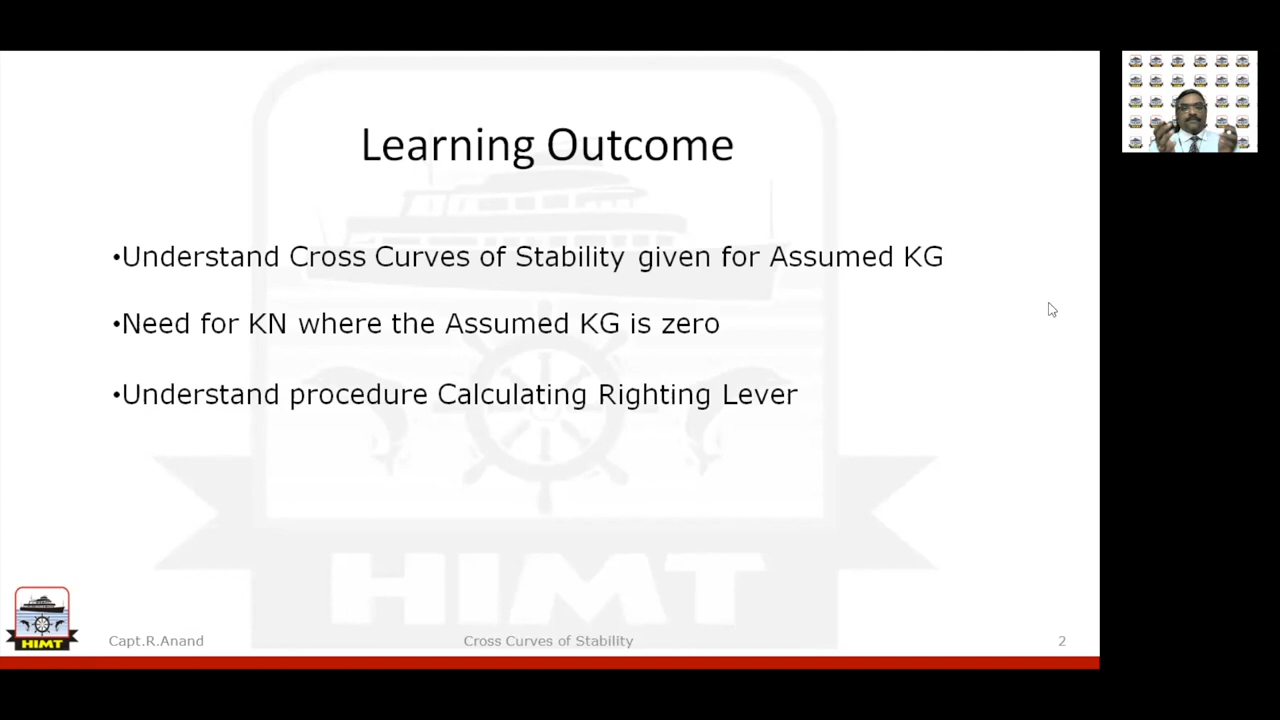 Learning Outcome
•Understand Cross Curves of Stability given for Assumed KG
•Need for KN where the Assumed KG is zero
•Understand procedure Calculating Righting Lever
HIMT
HIMT
Capt.R.Anand
Cross Curves of Stability
2